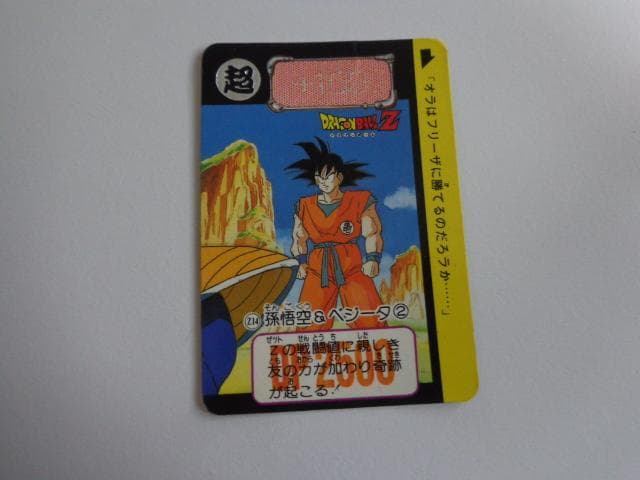 超
DRAGON BALL Z
「オラはフリーザに勝てるのだろうか……」
Z14 孫悟空&ベジータ②
Zの戦闘値に親しき
友の力が加わり奇跡
が起こる!